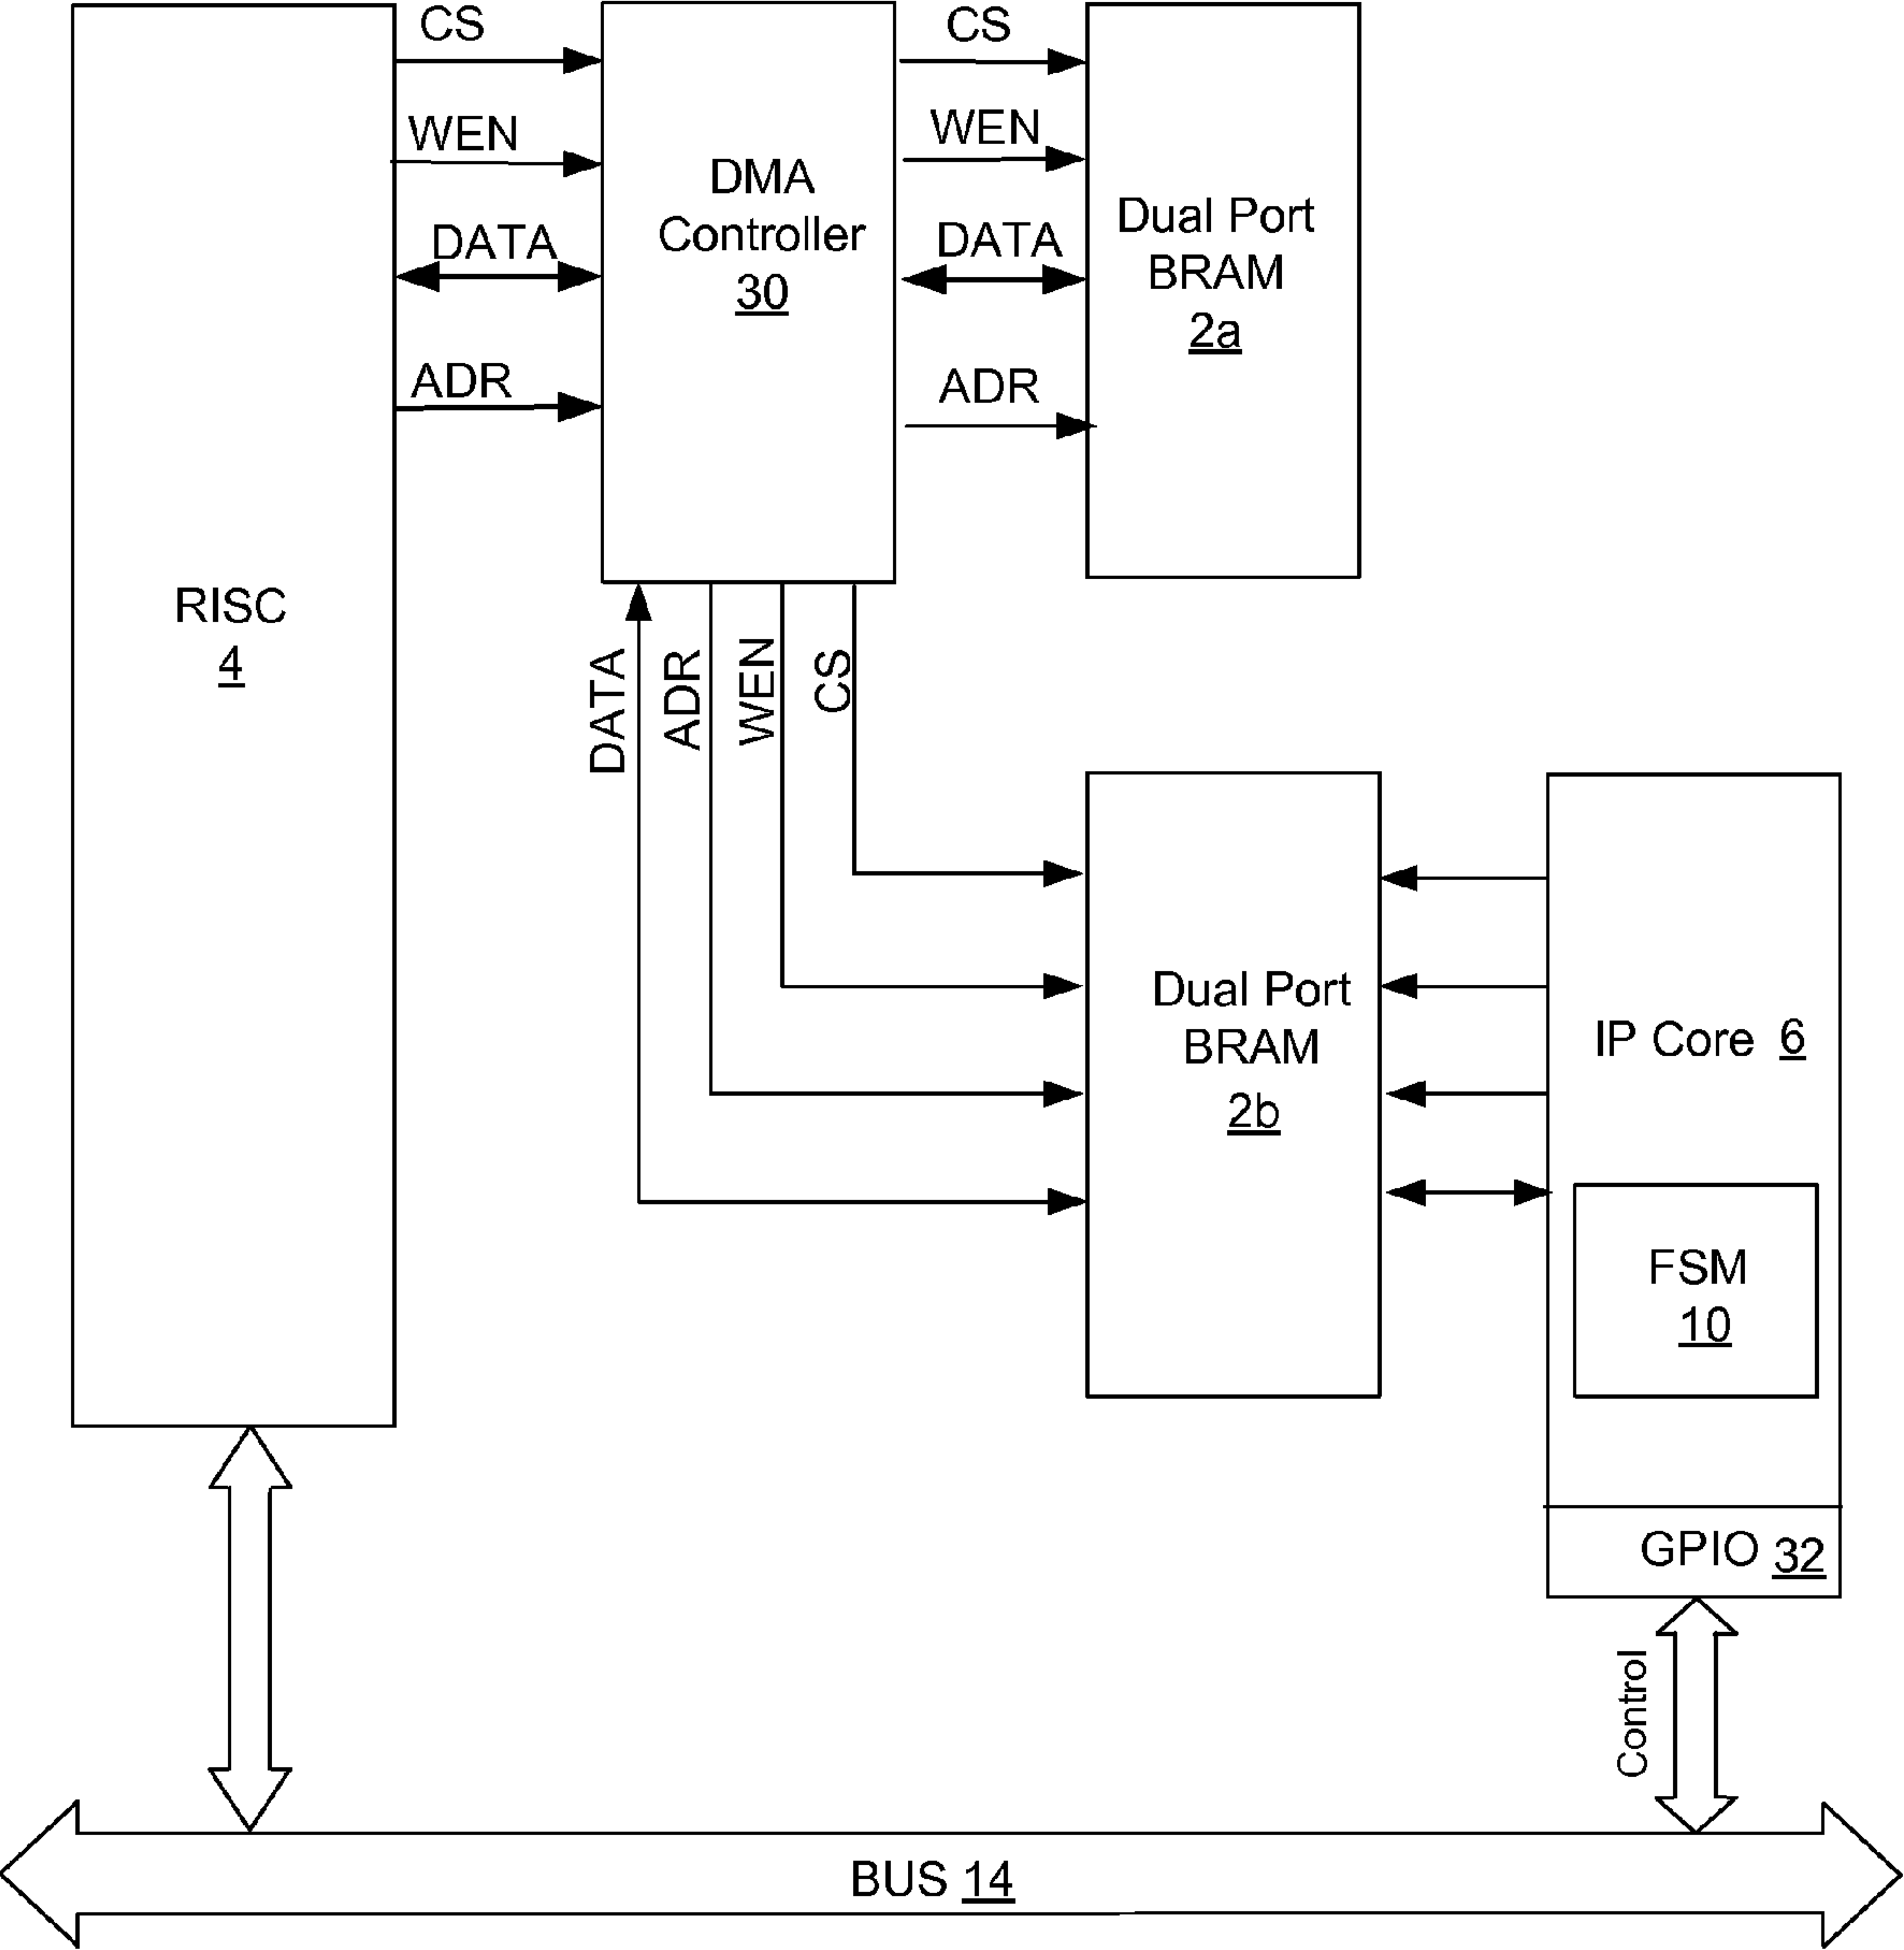 CS
WEN
DATA
ADR
DMA
Controller
30
CS
WEN
DATA
ADR
Dual Port
BRAM
2a
RISC
4
DATA
ADR
WEN
CS
Dual Port
BRAM
2b
IP Core 6
FSM
10
GPIO 32
Control
BUS 14